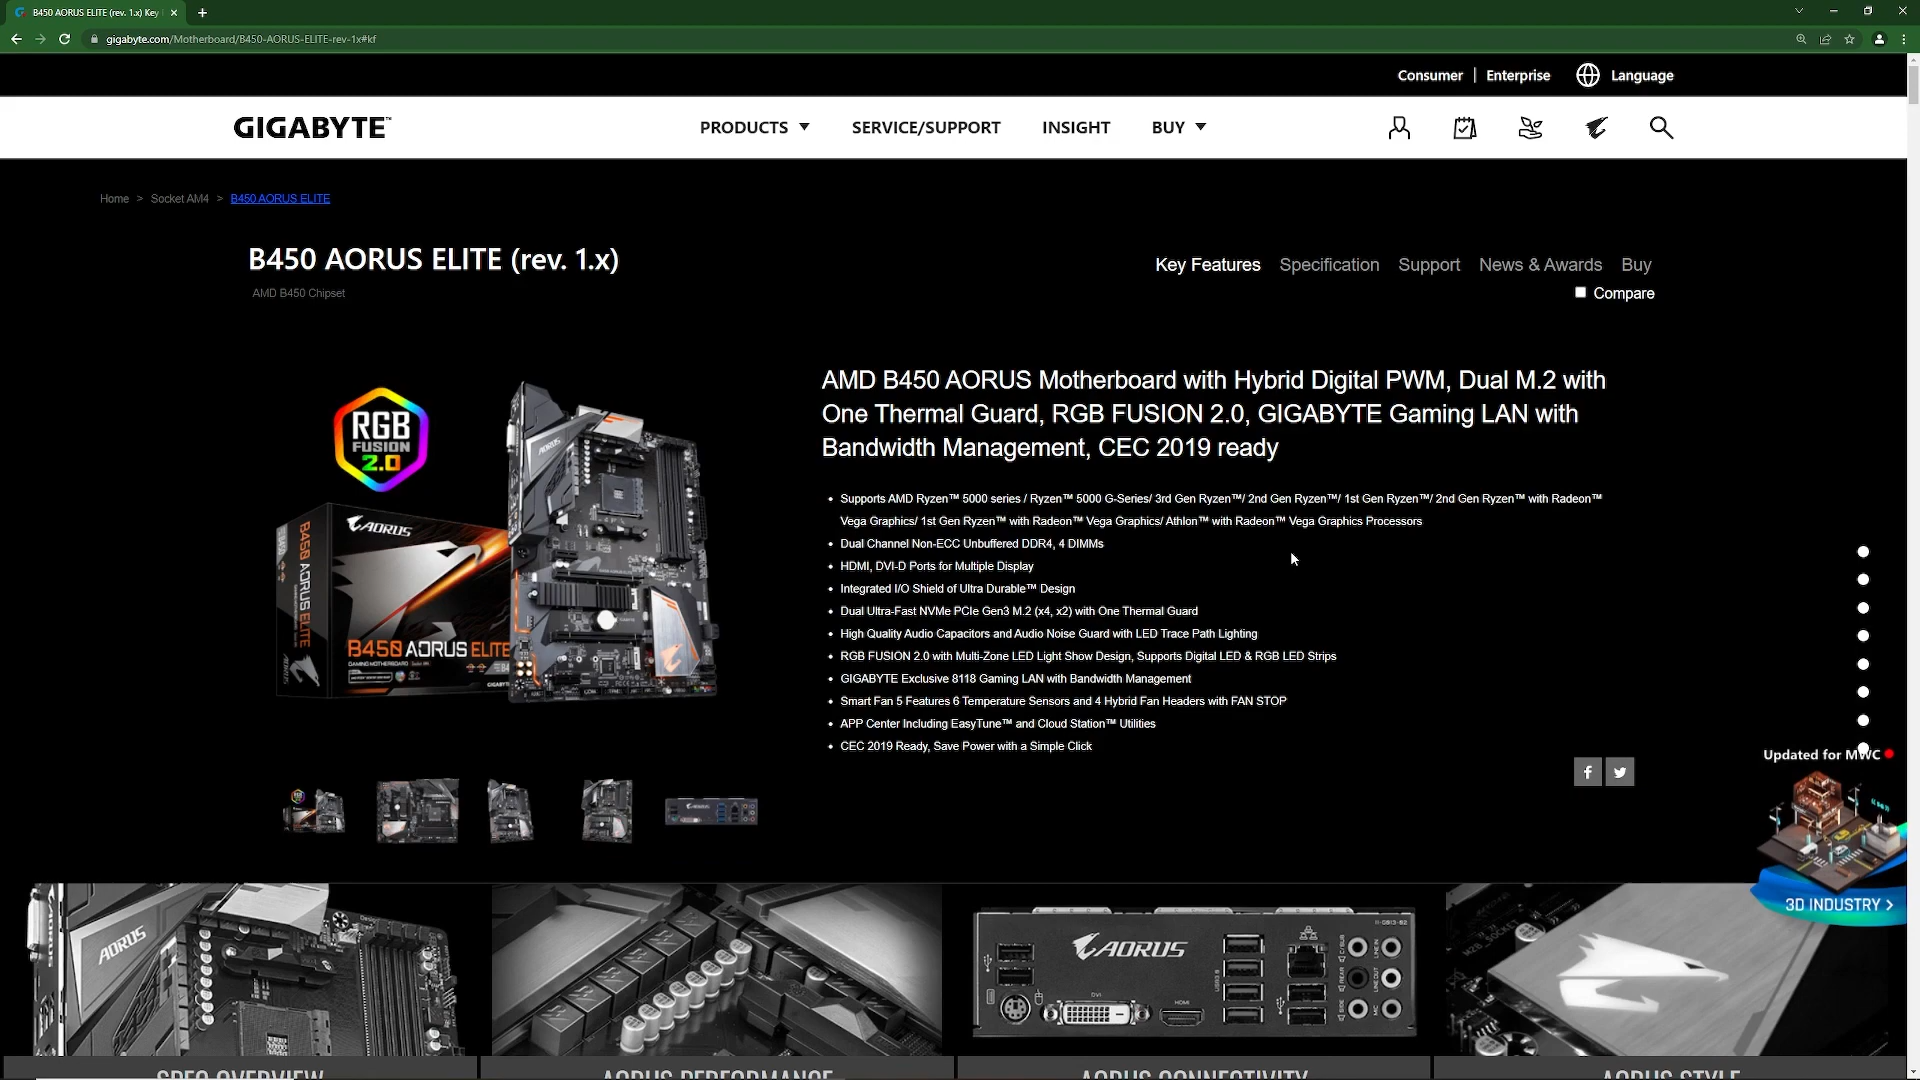 B450 AORUS ELITE (rev. 1.x) Key
gigabyte.com/Motherboard/B450-AORUS-ELITE-rev-1x#kf
Consumer | Enterprise Language
GIGABYTE™ PRODUCTS SERVICE/SUPPORT INSIGHT BUY
Home > Socket AM4 > B450 AORUS ELITE
B450 AORUS ELITE (rev. 1.x)
AMD B450 Chipset
Key Features Specification Support News & Awards Buy
Compare
AMD B450 AORUS Motherboard with Hybrid Digital PWM, Dual M.2 with
One Thermal Guard, RGB FUSION 2.0, GIGABYTE Gaming LAN with
Bandwidth Management, CEC 2019 ready
• Supports AMD Ryzen™ 5000 series / Ryzen™ 5000 G-Series/ 3rd Gen Ryzen™/ 2nd Gen Ryzen™/ 1st Gen Ryzen™/ 2nd Gen Ryzen™ with Radeon™
Vega Graphics/ 1st Gen Ryzen™ with Radeon™ Vega Graphics/ Athlon™ with Radeon™ Vega Graphics Processors
• Dual Channel Non-ECC Unbuffered DDR4, 4 DIMMs
• HDMI, DVI-D Ports for Multiple Display
• Integrated I/O Shield of Ultra Durable™ Design
• Dual Ultra-Fast NVMe PCIe Gen3 M.2 (x4, x2) with One Thermal Guard
• High Quality Audio Capacitors and Audio Noise Guard with LED Trace Path Lighting
• RGB FUSION 2.0 with Multi-Zone LED Light Show Design, Supports Digital LED & RGB LED Strips
• GIGABYTE Exclusive 8118 Gaming LAN with Bandwidth Management
• Smart Fan 5 Features 6 Temperature Sensors and 4 Hybrid Fan Headers with FAN STOP
• APP Center Including EasyTune™ and Cloud Station™ Utilities
• CEC 2019 Ready, Save Power with a Simple Click
RGB
FUSION
2.0
AORUS
B450 AORUS ELITE
AORUS
B450 AORUS ELITE
GAMING MOTHERBOARD
AORUS
Updated for MWC
3D INDUSTRY >
AORUS
AORUS
DVI
HDMI
USB3.0
SPEC OVERVIEW
AORUS PERFORMANCE
AORUS CONNECTIVITY
AORUS STYLE